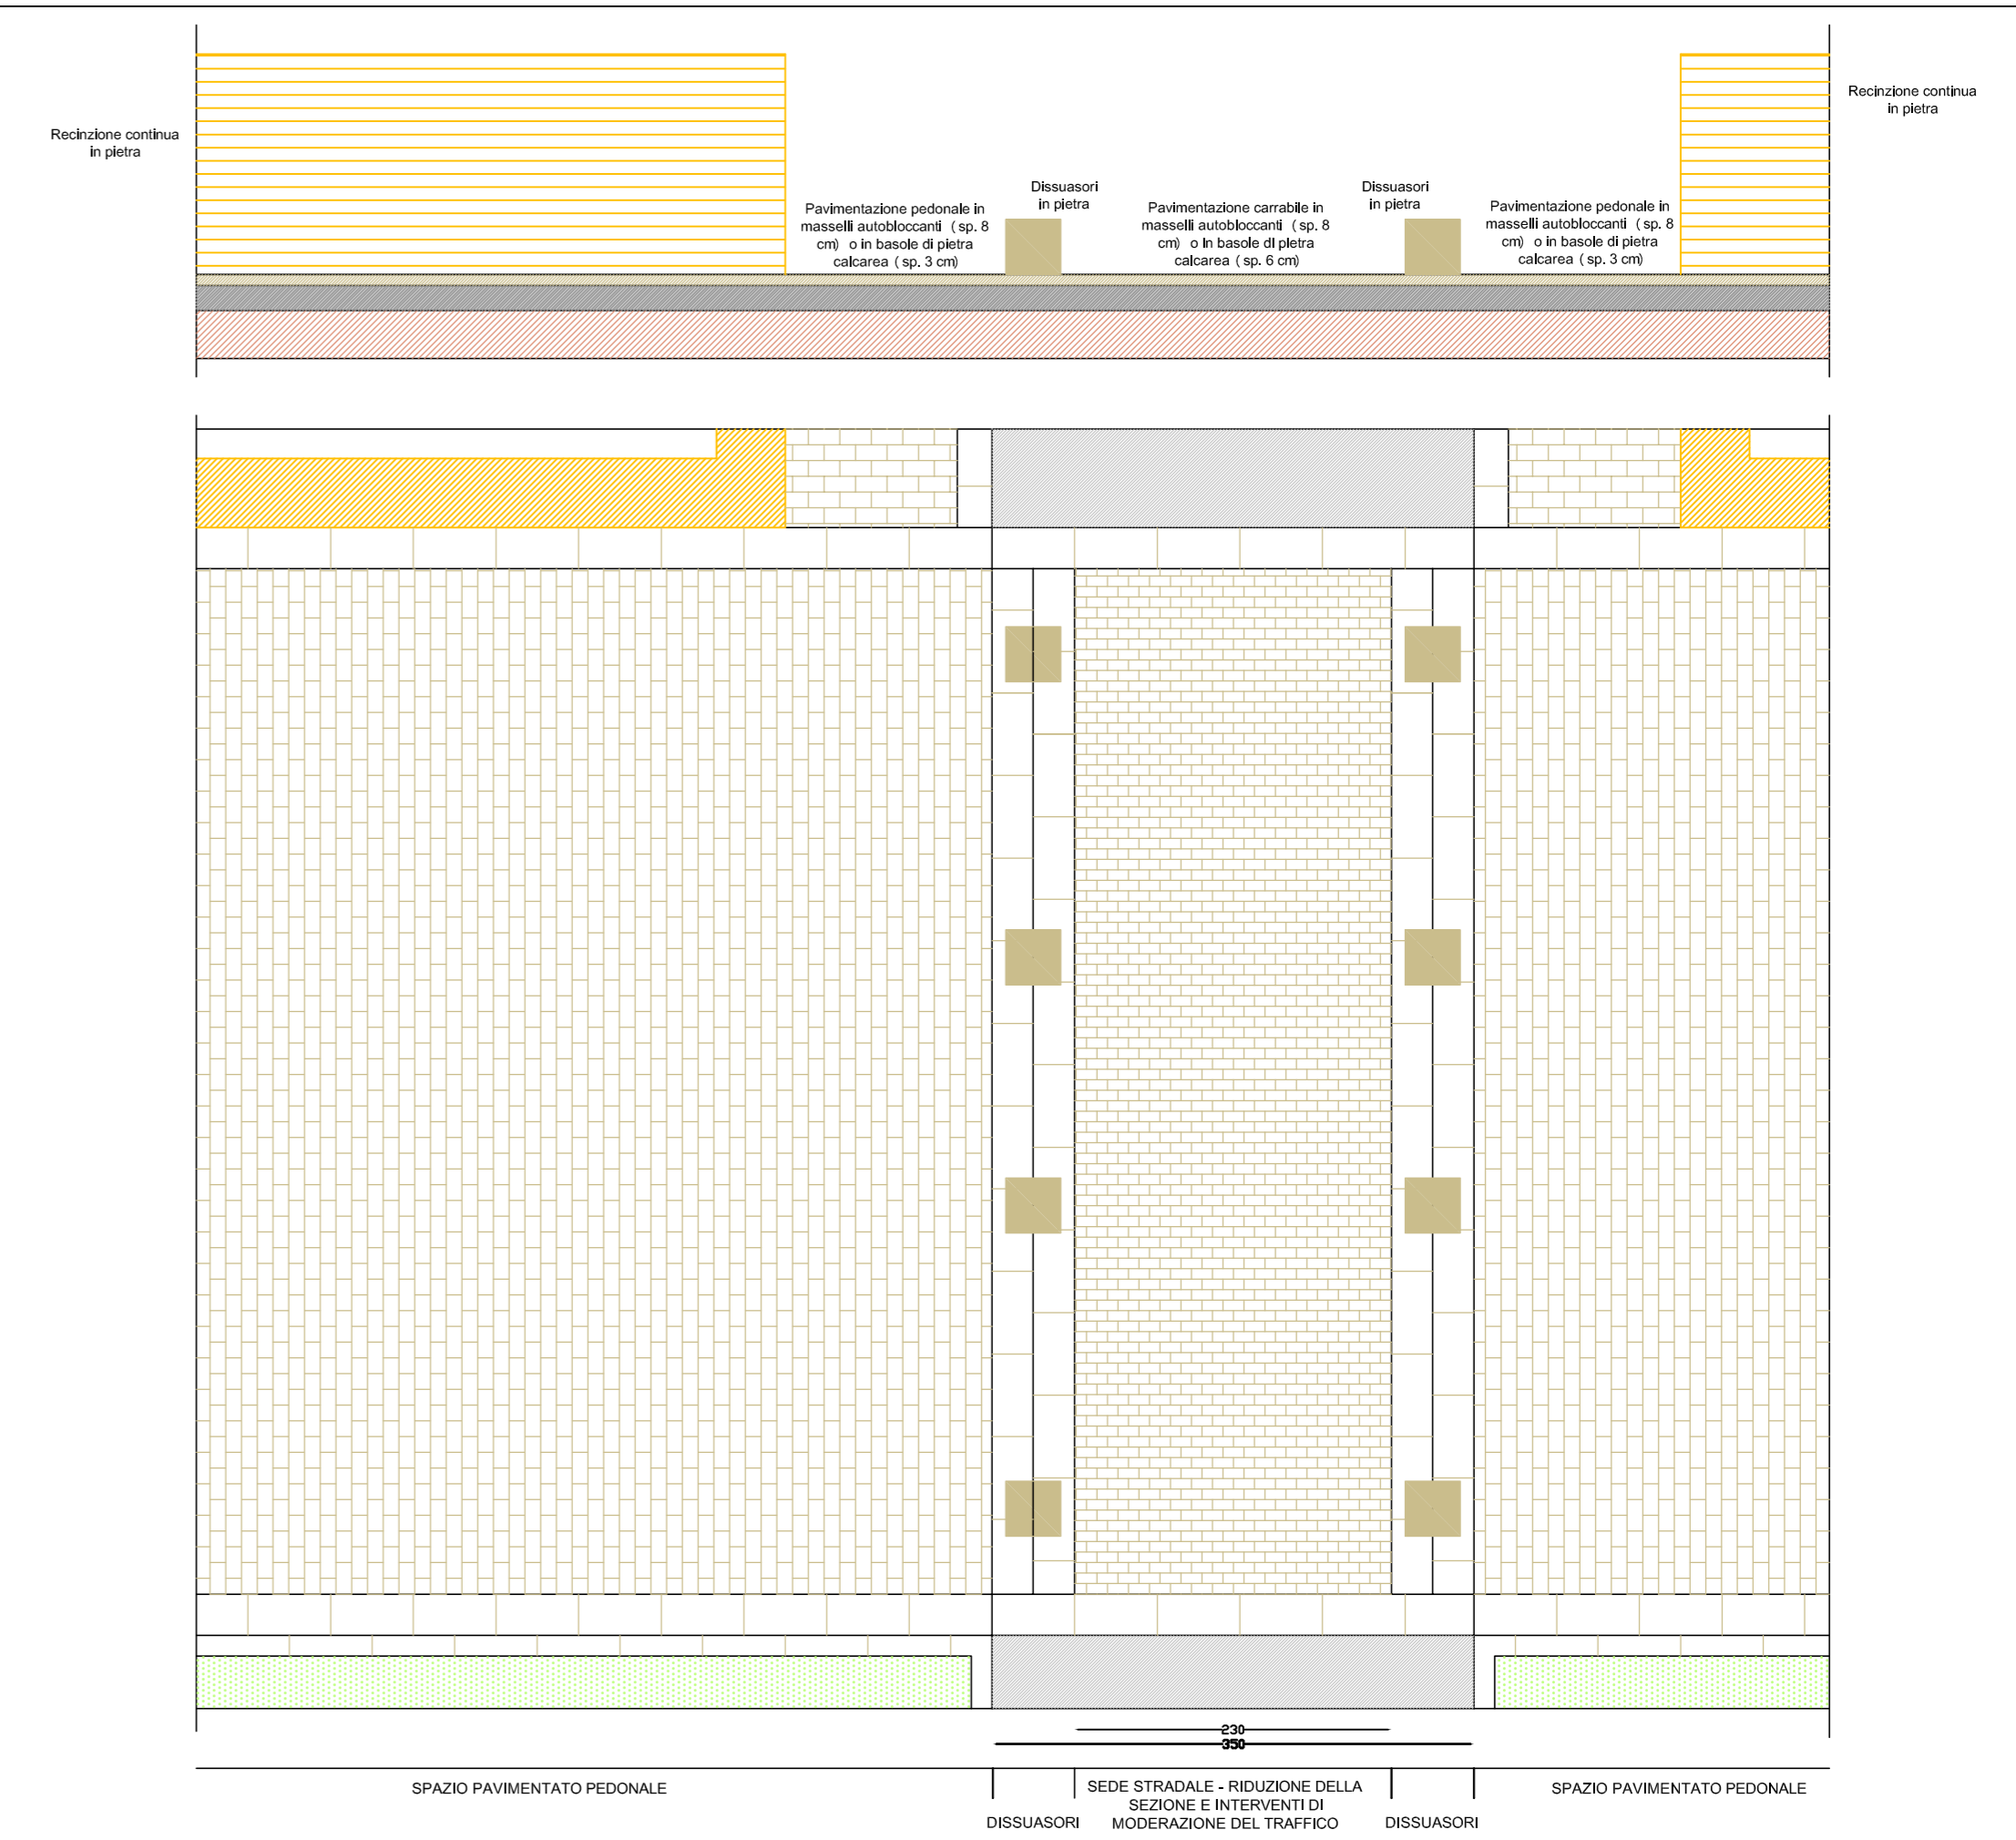 Recinzione continua
in pietra
Recinzione continua
in pietra
Pavimentazione pedonale in
masselli autobloccanti (sp. 8
cm) o in basole di pietra
calcarea (sp. 3 cm)
Dissuasori
in pietra
Pavimentazione carrabile in
masselli autobloccanti (sp. 8
cm) o in basole di pietra
calcarea (sp. 6 cm)
Dissuasori
in pietra
Pavimentazione pedonale in
masselli autobloccanti (sp. 8
cm) o in basole di pietra
calcarea (sp. 3 cm)
230
350
SPAZIO PAVIMENTATO PEDONALE
DISSUASORI
SEDE STRADALE - RIDUZIONE DELLA
SEZIONE E INTERVENTI DI
MODERAZIONE DEL TRAFFICO
DISSUASORI
SPAZIO PAVIMENTATO PEDONALE